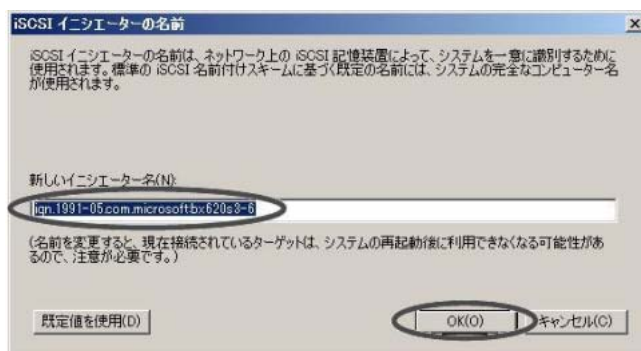 iSCSI イニシエーターの名前
iSCSI イニシエーターの名前は、ネットワーク上の iSCSI 記憶装置によって、システムを一意に識別するために
使用されます。標準の iSCSI 名前付けスキームに基づく既定の名前には、システムの完全なコンピューター名
が使用されます。
新しいイニシエーター名(N):
iqn.1991-05.com.microsoft:bx620s3-6
(名前を変更すると、現在接続されているターゲットは、システムの再起動後に利用できなくなる可能性があ
るので、注意が必要です。)
既定値を使用(D)
OK(O)
キャンセル(C)